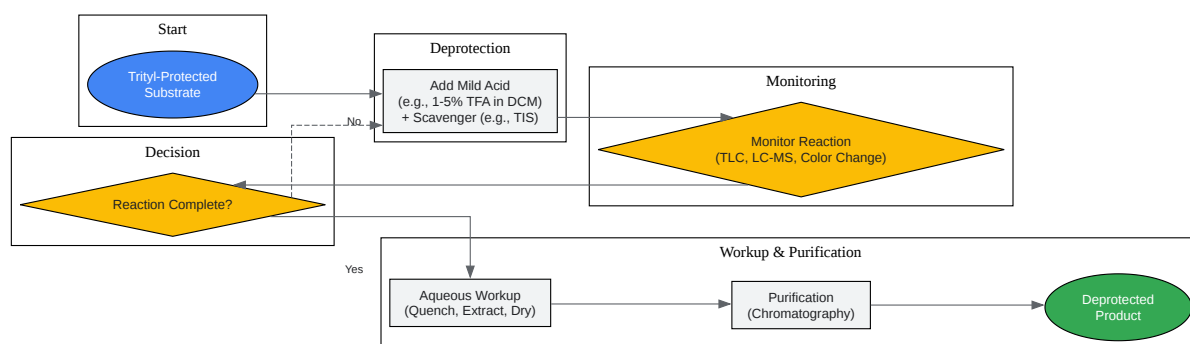 Start
Trityl-Protected
Substrate
Deprotection
Add Mild Acid
(e.g., 1-5% TFA in DCM)
+ Scavenger (e.g., TIS)
Monitoring
Monitor Reaction
(TLC, LC-MS, Color Change)
No
Decision
Reaction Complete?
Yes
Workup & Purification
Aqueous Workup
(Quench, Extract, Dry)
Purification
(Chromatography)
Deprotected
Product